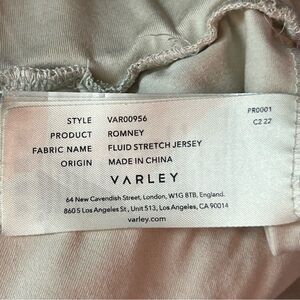 STYLE VAR00956 PR0001
PRODUCT ROMNEY C2 22
FABRIC NAME FLUID STRETCH JERSEY
ORIGIN MADE IN CHINA
VARLEY
64 New Cavendish Street, London, W1G 8TB, England.
860 S Los Angeles St, Unit 513, Los Angeles, CA 90014
varley.com